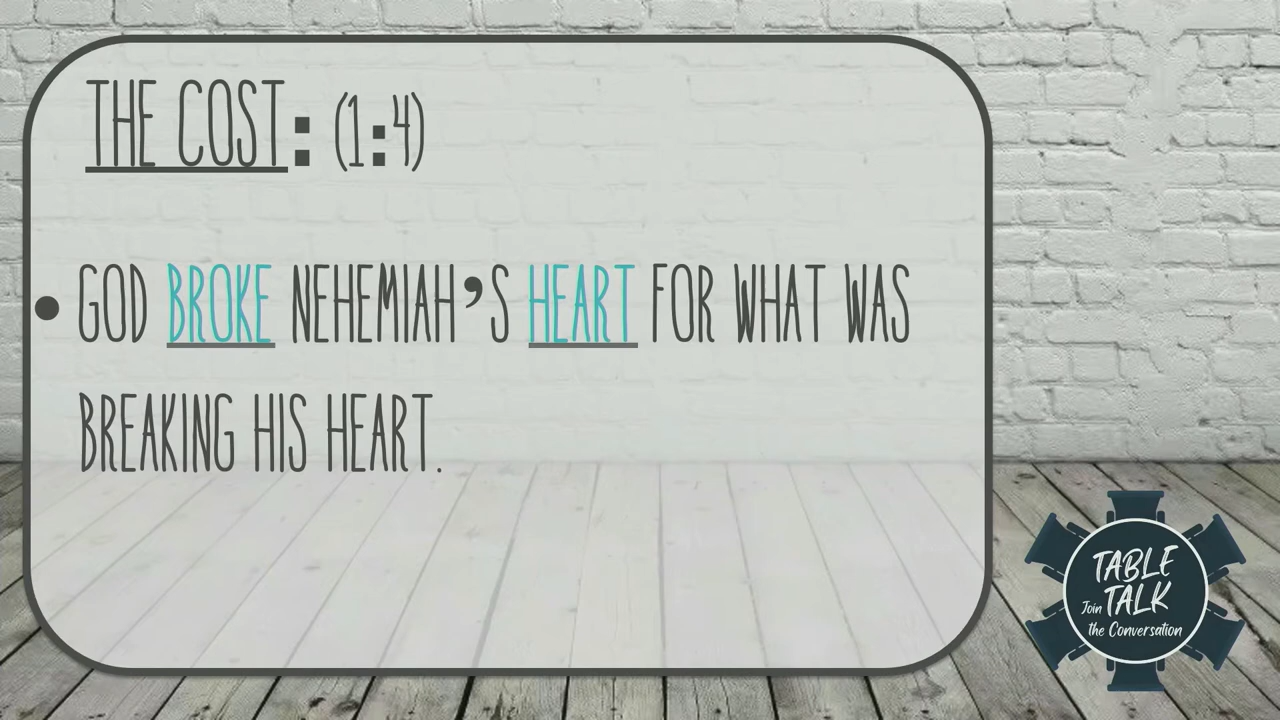 THE COST: (1:4)
• GOD BROKE NEHEMIAH’S HEART FOR WHAT WAS
BREAKING HIS HEART.
TABLE
TALK
Join
the Conversation